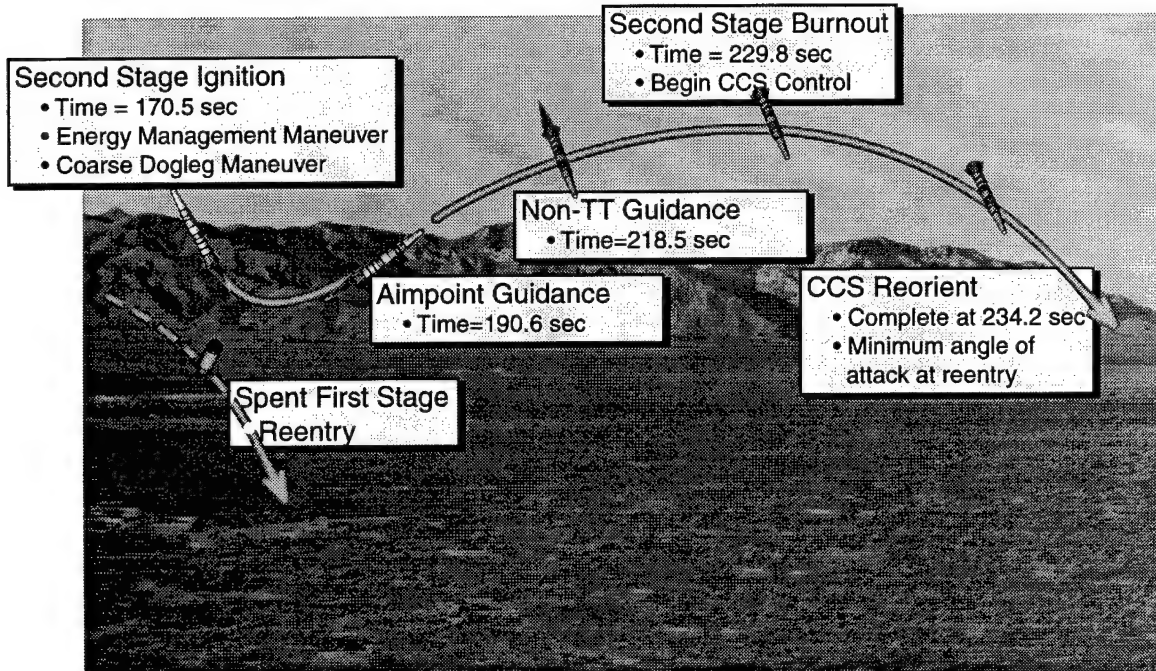 Second Stage Ignition
• Time = 170.5 sec
• Energy Management Maneuver
• Coarse Dogleg Maneuver
Spent First Stage
Reentry
Aimpoint Guidance
• Time=190.6 sec
Non-TT Guidance
• Time=218.5 sec
Second Stage Burnout
• Time = 229.8 sec
• Begin CCS Control
CCS Reorient
• Complete at 234.2 sec
• Minimum angle of
attack at reentry